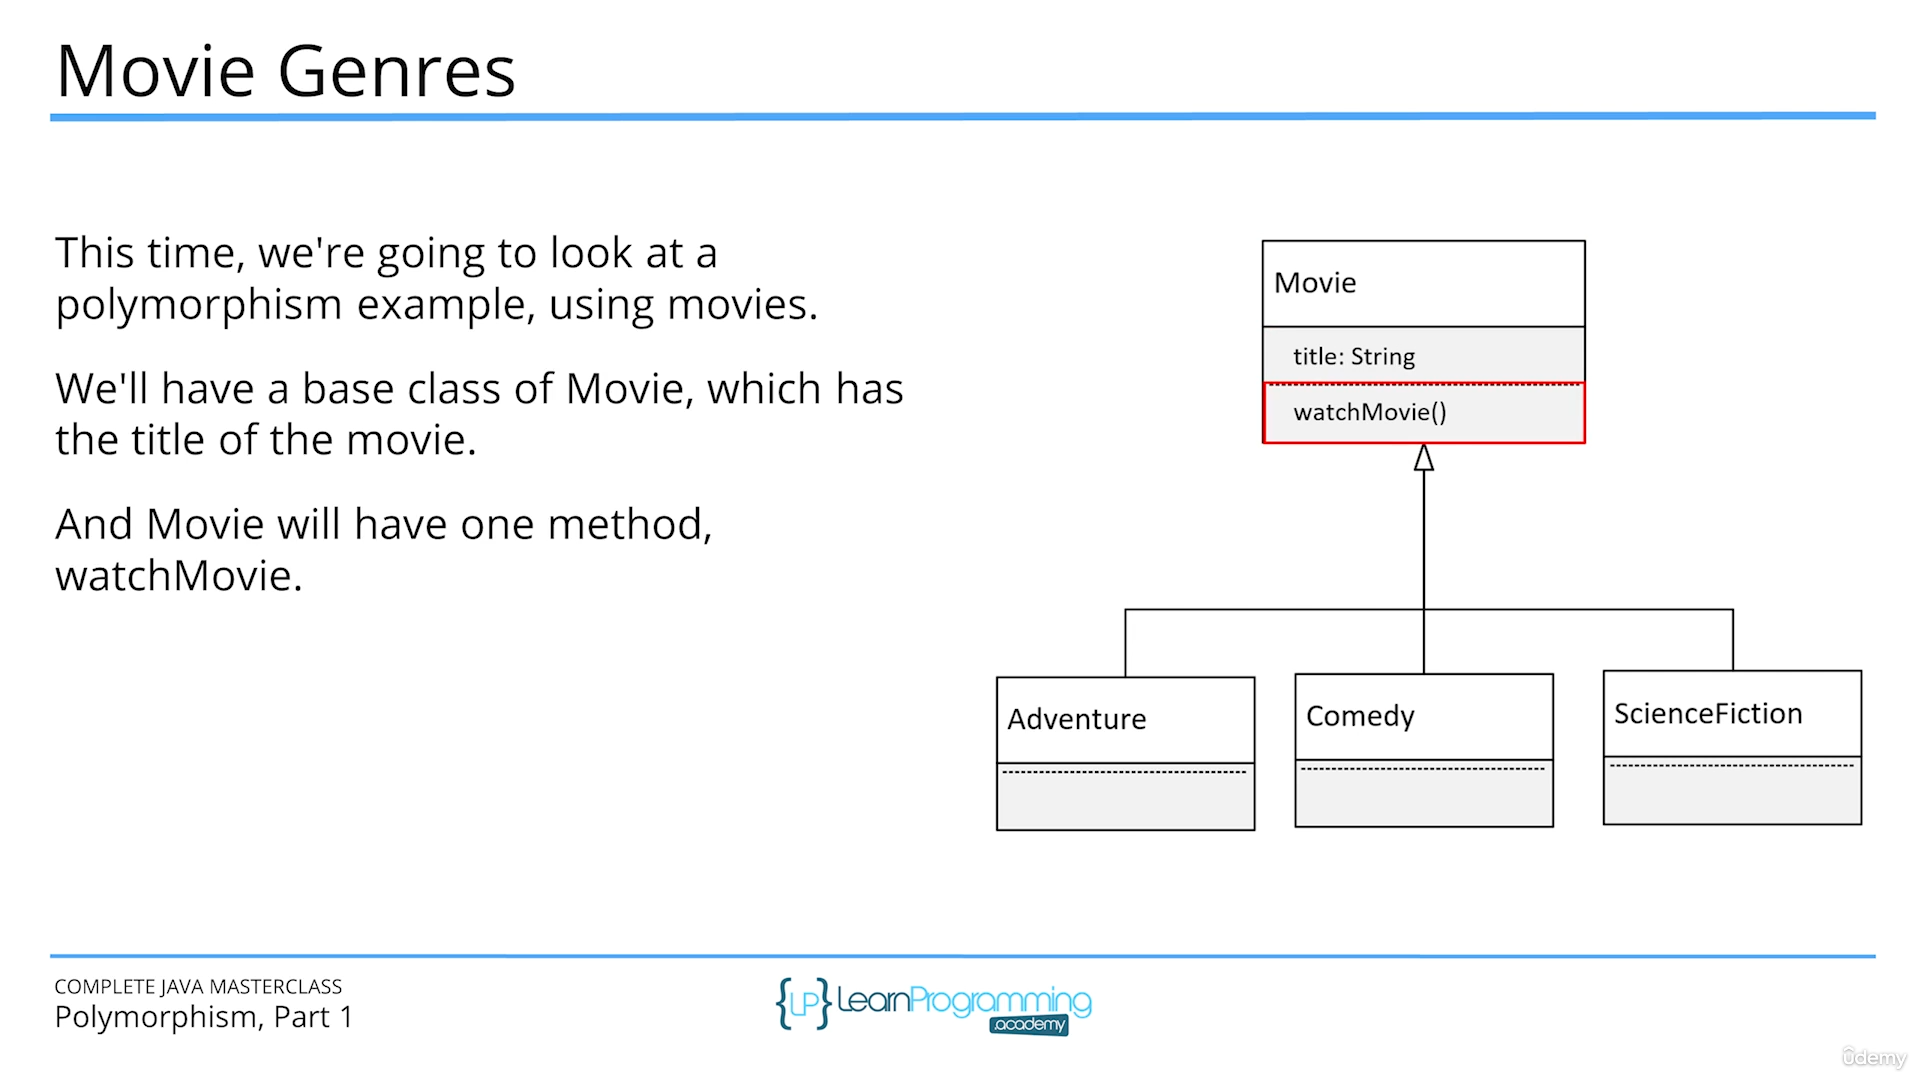 Movie Genres
This time, we're going to look at a
polymorphism example, using movies.
We'll have a base class of Movie, which has
the title of the movie.
And Movie will have one method,
watchMovie.
Movie
title: String
watchMovie()
Adventure
Comedy
ScienceFiction
COMPLETE JAVA MASTERCLASS
Polymorphism, Part 1
{LP} LearnProgramming
.academy
ûdemy